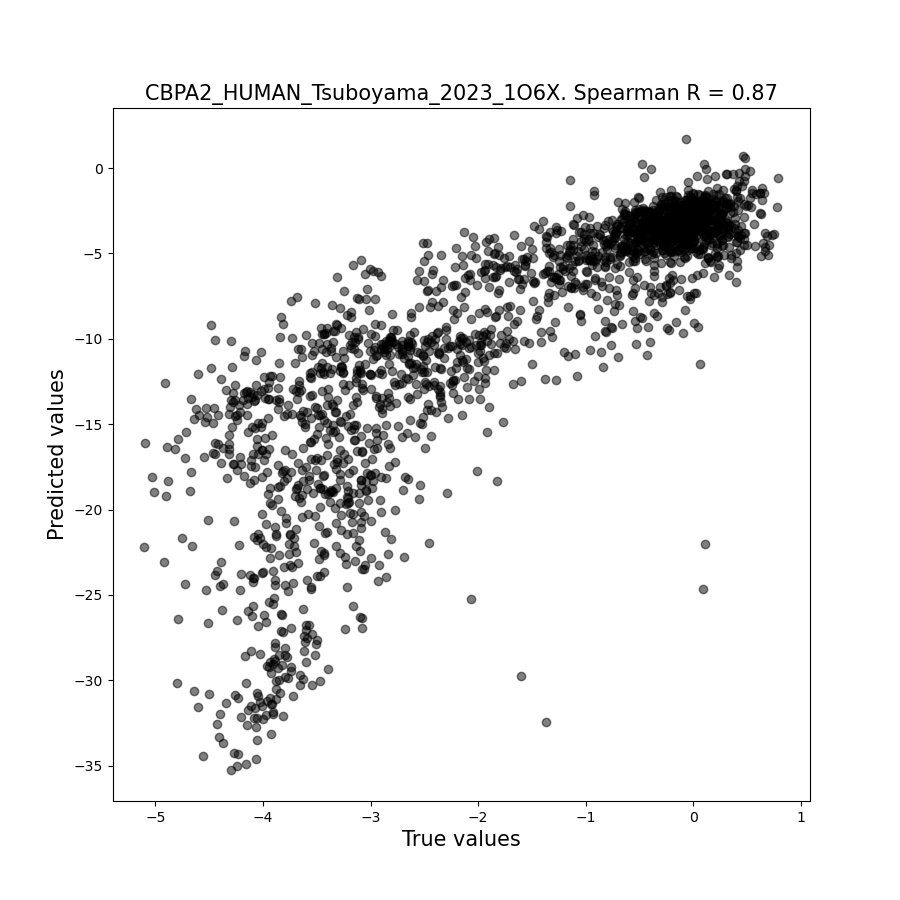 CBPA2_HUMAN_Tsuboyama_2023_1O6X. Spearman R = 0.87
0
−5
−10
−15
−20
−25
−30
−35
Predicted values
−5 −4 −3 −2 −1 0 1
True values